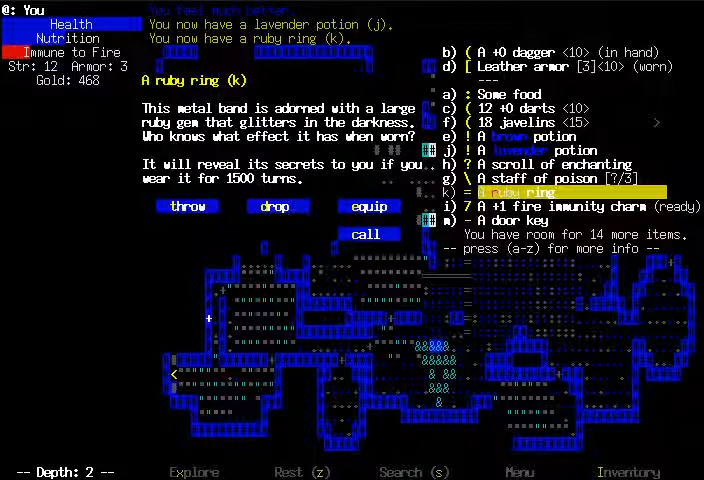 @: You
You feel much better.
Health
You now have a lavender potion (j).
Nutrition
You now have a ruby ring (k).
Immune to Fire
Str: 12 Armor: 3
Gold: 468
A ruby ring (k)
This metal band is adorned with a large
ruby gem that glitters in the darkness.
Who knows what effect it has when worn?
It will reveal its secrets to you if you
wear it for 1500 turns.
throw drop equip
call
b) ( A +0 dagger <10> (in hand)
d) [ Leather armor [3]<10> (worn)
---
a) : Some food
c) ( 12 +0 darts <10>
f) ( 18 javelins <15>
e) ! A brown potion
j) ! A lavender potion
h) ? A scroll of enchanting
g) \ A staff of poison [?/3]
k) = A ruby ring
i) 7 A +1 fire immunity charm (ready)
m) - A door key
You have room for 14 more items.
-- press (a-z) for more info --
-- Depth: 2 --
Explore
Rest (z)
Search (s)
Menu
Inventory